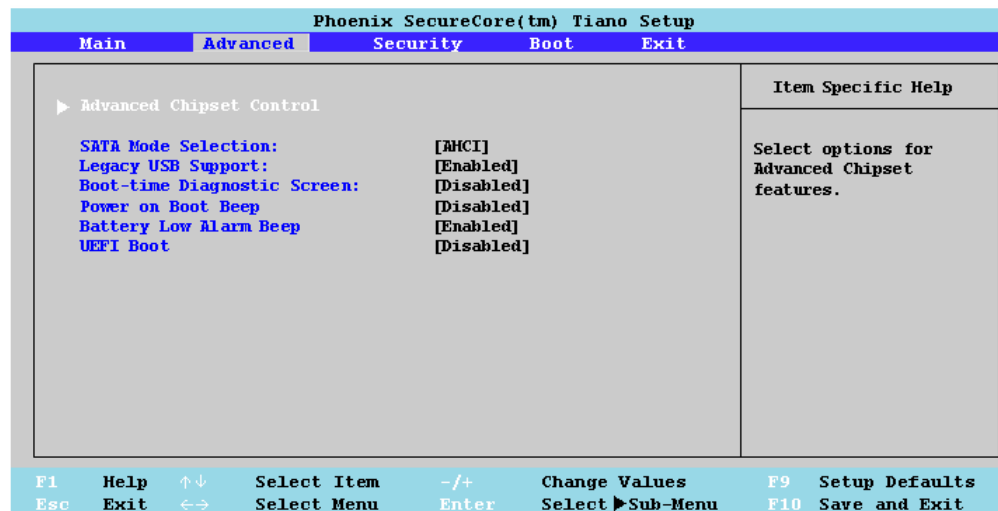 Phoenix SecureCore(tm) Tiano Setup
Main Advanced Security Boot Exit
Item Specific Help
▶ Advanced Chipset Control
SATA Mode Selection: [AHCI]
Legacy USB Support: [Enabled]
Boot-time Diagnostic Screen: [Disabled]
Power on Boot Beep [Disabled]
Battery Low Alarm Beep [Enabled]
UEFI Boot [Disabled]
Select options for
Advanced Chipset
features.
F1 Help ↑↓ Select Item -/+ Change Values F9 Setup Defaults
Esc Exit ←→ Select Menu Enter Select ▶Sub-Menu F10 Save and Exit